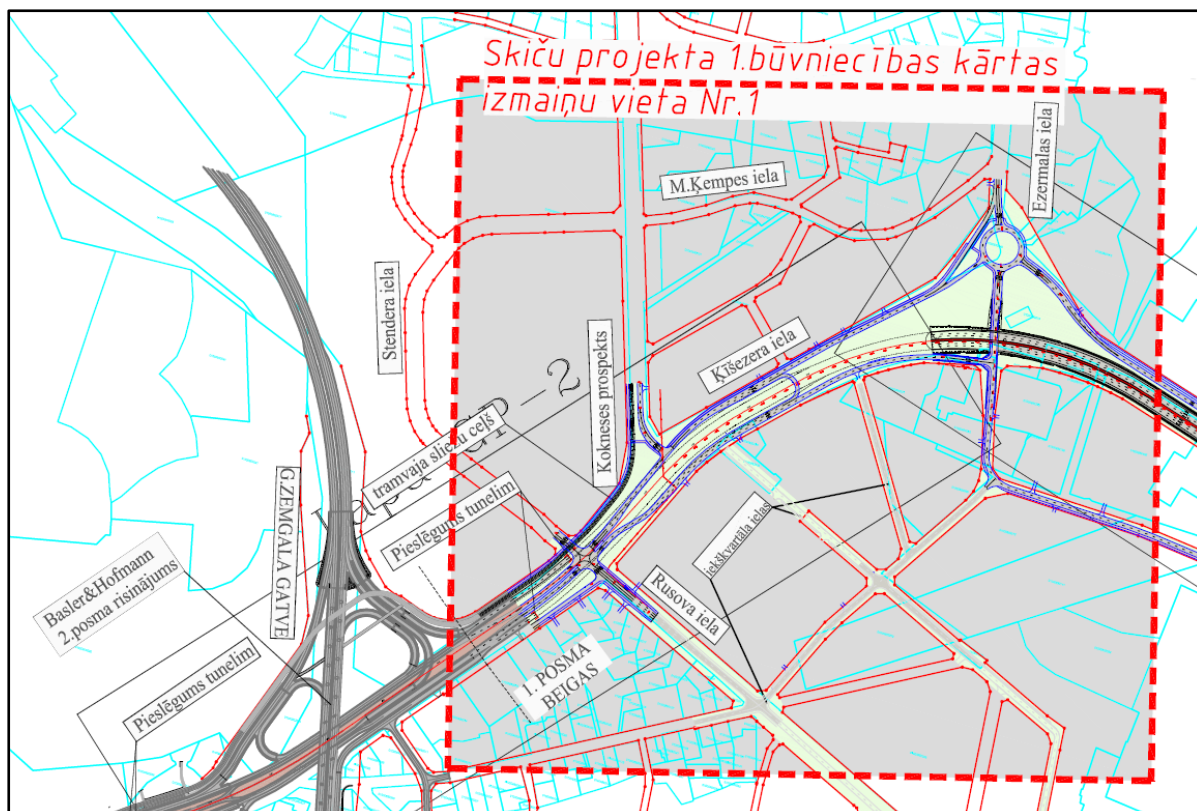 Skiču projekta 1.būvniecības kārtas
izmaiņu vieta Nr.1
Ezermalas iela
M.Ķempes iela
Stendera iela
Ķīšezera iela
Kokneses prospekts
tramvaja sliežu ceļš
Pieslēgums tunelim
G.ZEMGALA GATVE
Basler&Hofmann
2.posma risinājums
Pieslēgums tunelim
1. POSMA
BEIGAS
Rusova iela
iekškvartāla ielas